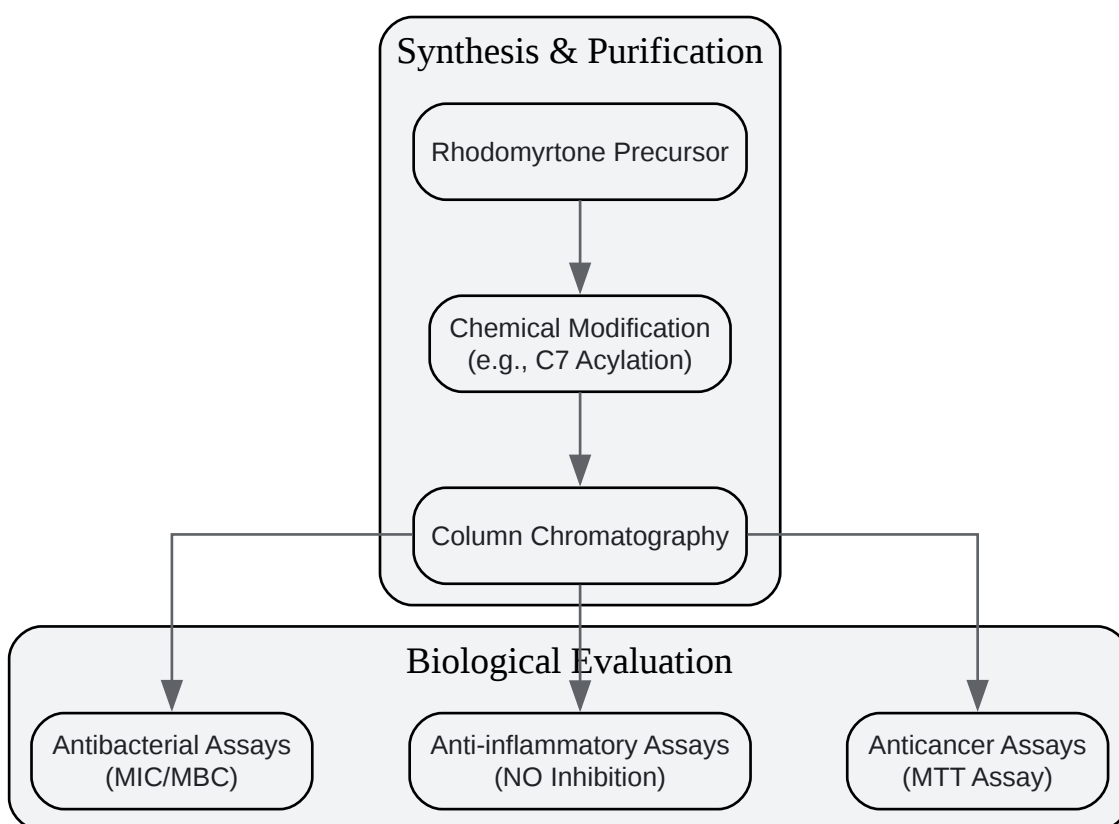 Synthesis & Purification
Rhodomyrtone Precursor
Chemical Modification
(e.g., C7 Acylation)
Column Chromatography
Biological Evaluation
Antibacterial Assays
(MIC/MBC)
Anti-inflammatory Assays
(NO Inhibition)
Anticancer Assays
(MTT Assay)